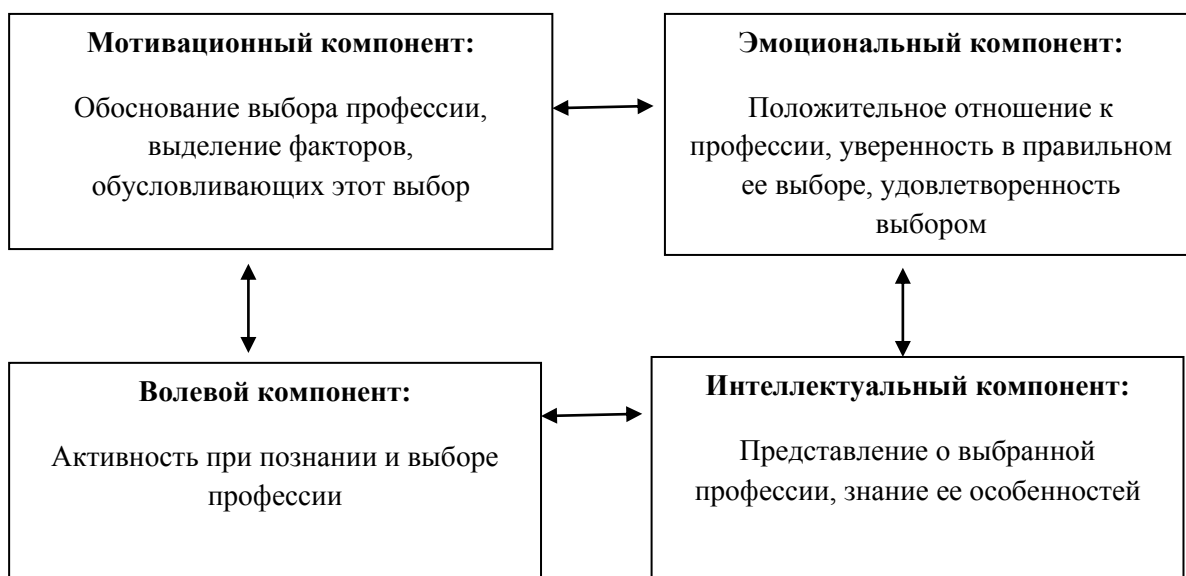 Мотивационный компонент:
Обоснование выбора профессии,
выделение факторов,
обусловливающих этот выбор
Эмоциональный компонент:
Положительное отношение к
профессии, уверенность в правильном
ее выборе, удовлетворенность
выбором
Волевой компонент:
Активность при познании и выборе
профессии
Интеллектуальный компонент:
Представление о выбранной
профессии, знание ее особенностей